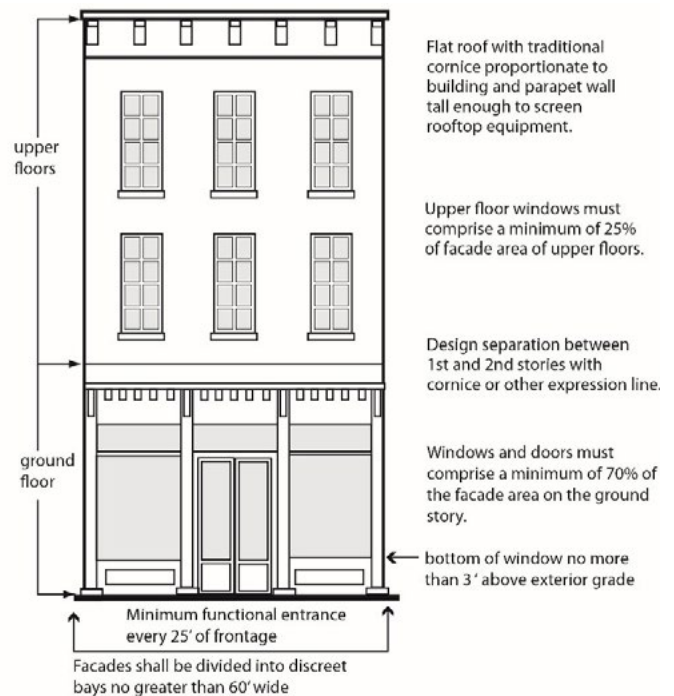 Flat roof with traditional
cornice proportionate to
building and parapet wall
tall enough to screen
rooftop equipment.
upper
floors
Upper floor windows must
comprise a minimum of 25%
of facade area of upper floors.
Design separation between
1st and 2nd stories with
cornice or other expression line.
ground
floor
Windows and doors must
comprise a minimum of 70% of
the facade area on the ground
story.
bottom of window no more
than 3' above exterior grade
Minimum functional entrance
every 25' of frontage
Facades shall be divided into discreet
bays no greater than 60' wide